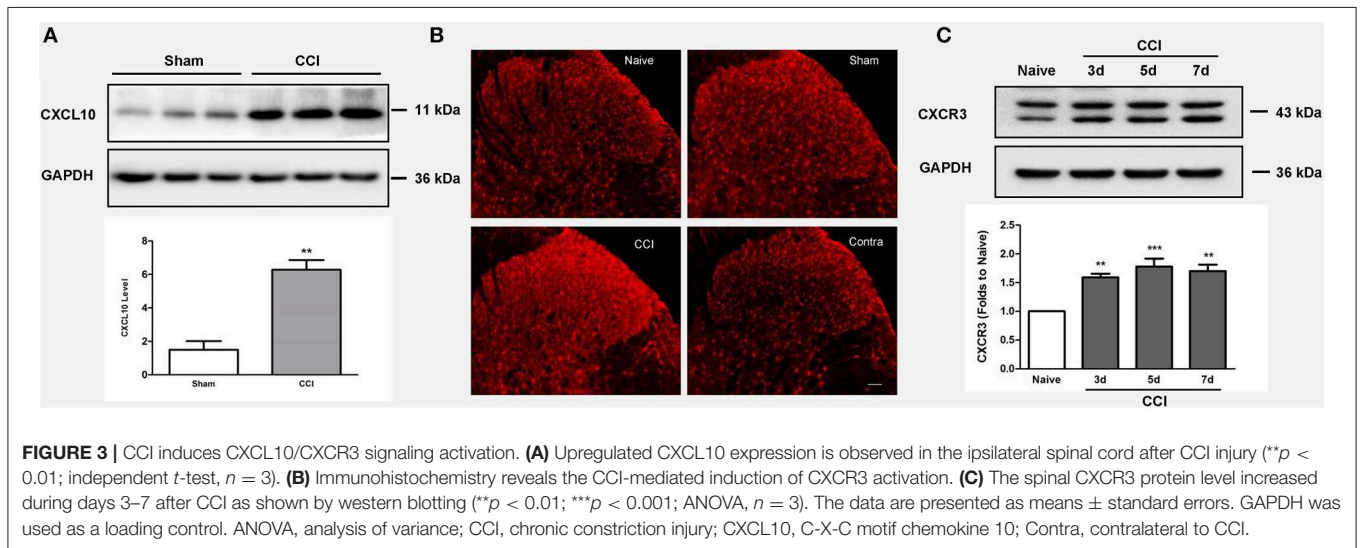 A
Sham CCI
CXCL10
11 kDa
GAPDH
36 kDa
CXCL10 Level
8
6
4
2
0
**
Sham CCI
B
Naive
Sham
CCI
Contra
C
CCI
Naive 3d 5d 7d
CXCR3
43 kDa
GAPDH
36 kDa
CXCR3 (Folds to Naive)
2.5
2.0
1.5
1.0
0.5
0.0
** *** **
Naive 3d 5d 7d
CCI
FIGURE 3 | CCI induces CXCL10/CXCR3 signaling activation. (A) Upregulated CXCL10 expression is observed in the ipsilateral spinal cord after CCI injury (**p <
0.01; independent t-test, n = 3). (B) Immunohistochemistry reveals the CCI-mediated induction of CXCR3 activation. (C) The spinal CXCR3 protein level increased
during days 3–7 after CCI as shown by western blotting (**p < 0.01; ***p < 0.001; ANOVA, n = 3). The data are presented as means ± standard errors. GAPDH was
used as a loading control. ANOVA, analysis of variance; CCI, chronic constriction injury; CXCL10, C-X-C motif chemokine 10; Contra, contralateral to CCI.